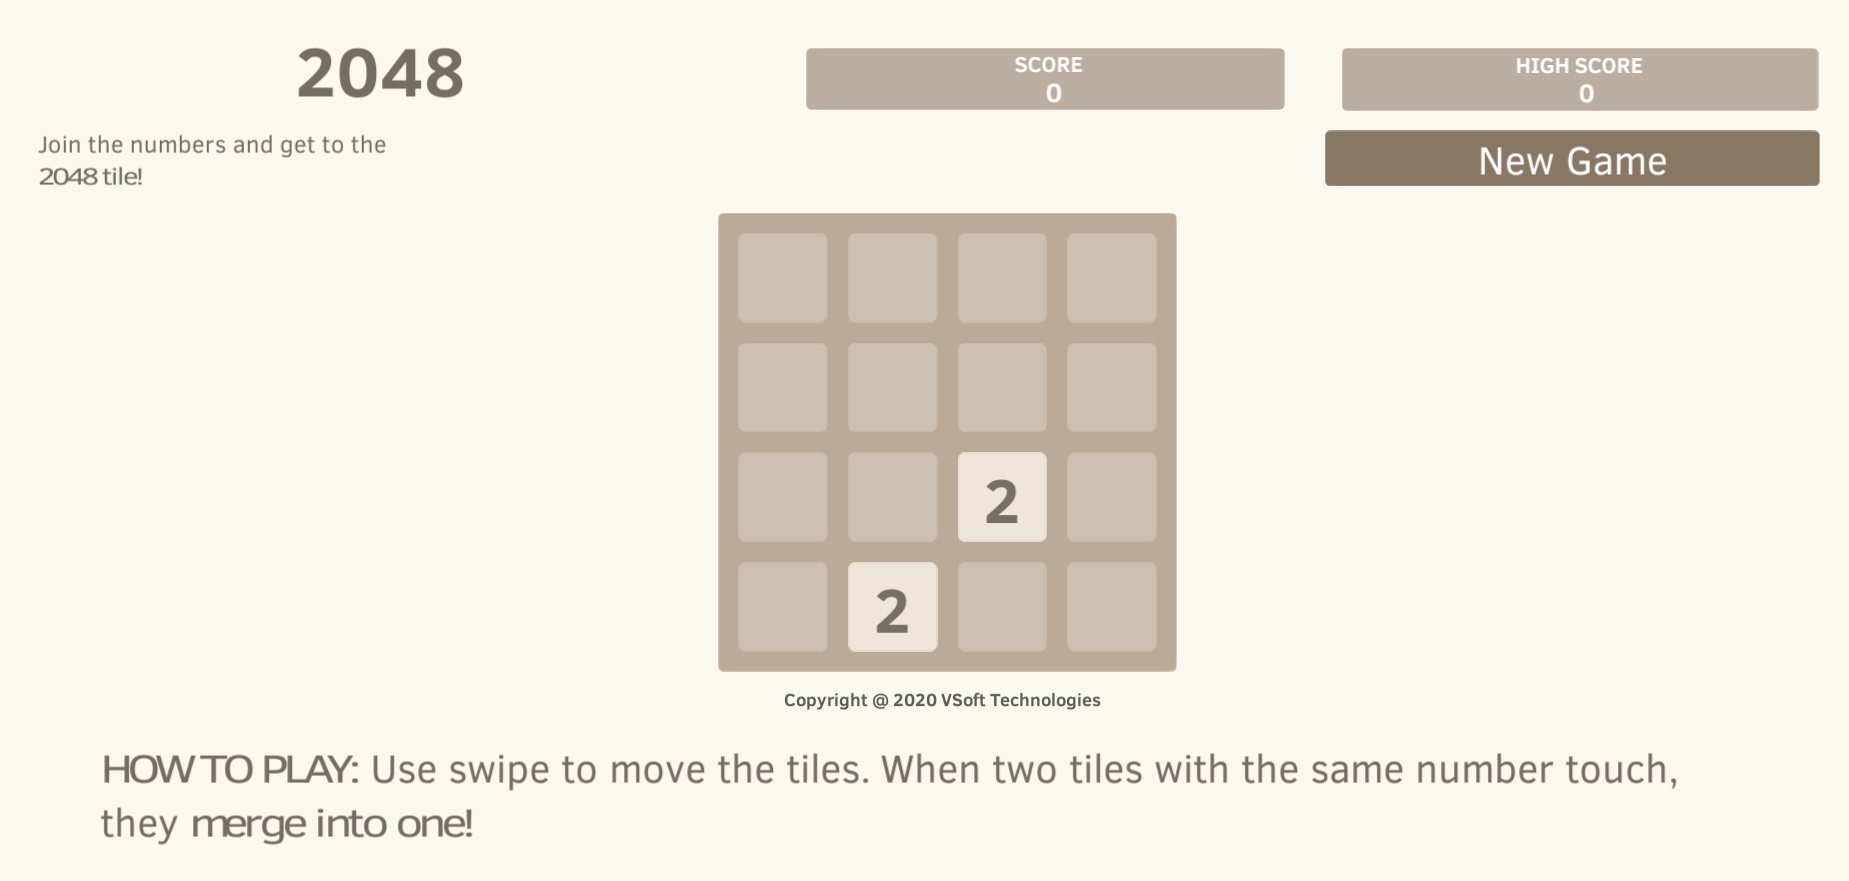 2048
SCORE
0
HIGH SCORE
0
Join the numbers and get to the
2048 tile!
New Game
2
2
Copyright @ 2020 VSoft Technologies
HOW TO PLAY: Use swipe to move the tiles. When two tiles with the same number touch,
they merge into one!